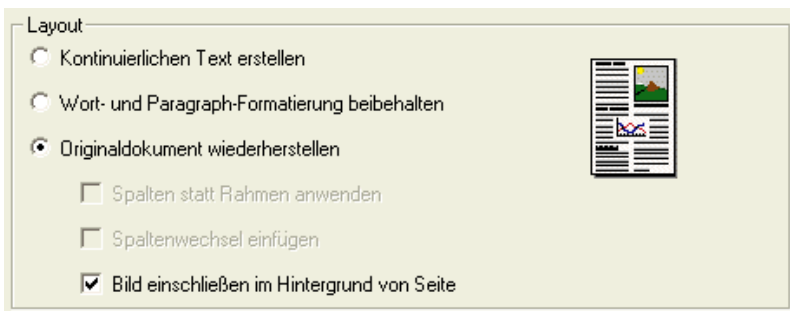 Layout
Kontinuierlichen Text erstellen
Wort- und Paragraph-Formatierung beibehalten
Originaldokument wiederherstellen
Spalten statt Rahmen anwenden
Spaltenwechsel einfügen
Bild einschließen im Hintergrund von Seite